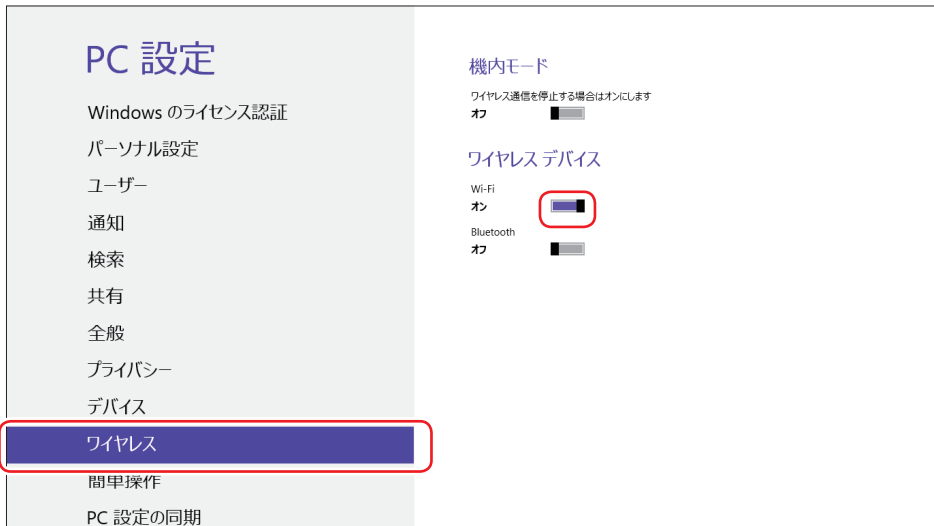 PC 設定
Windows のライセンス認証
パーソナル設定
ユーザー
通知
検索
共有
全般
プライバシー
デバイス
ワイヤレス
簡単操作
PC 設定の同期
機内モード
ワイヤレス通信を停止する場合はオンにします
オフ
ワイヤレス デバイス
Wi-Fi
オン
Bluetooth
オフ